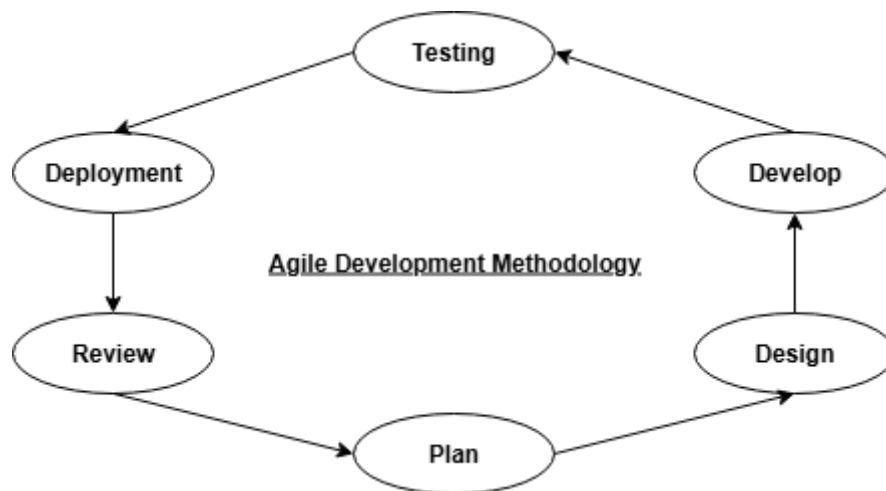 Testing
Deployment
Develop
Agile Development Methodology
Review
Design
Plan